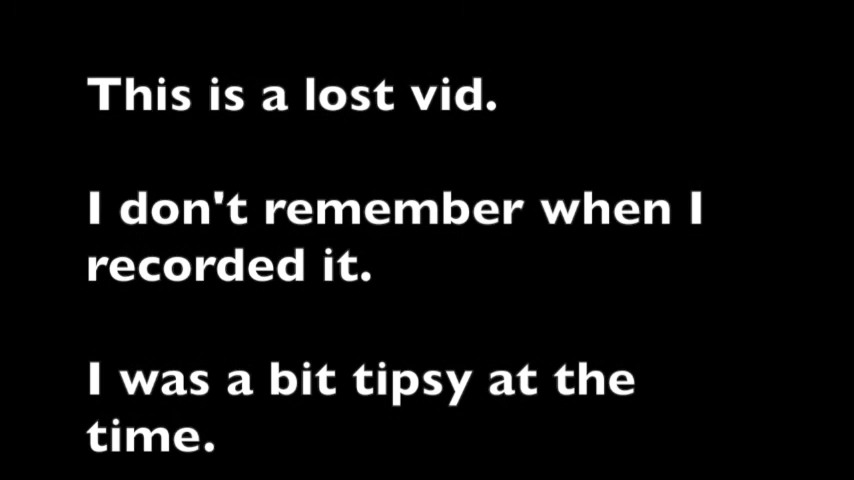 This is a lost vid.
I don't remember when I
recorded it.
I was a bit tipsy at the
time.